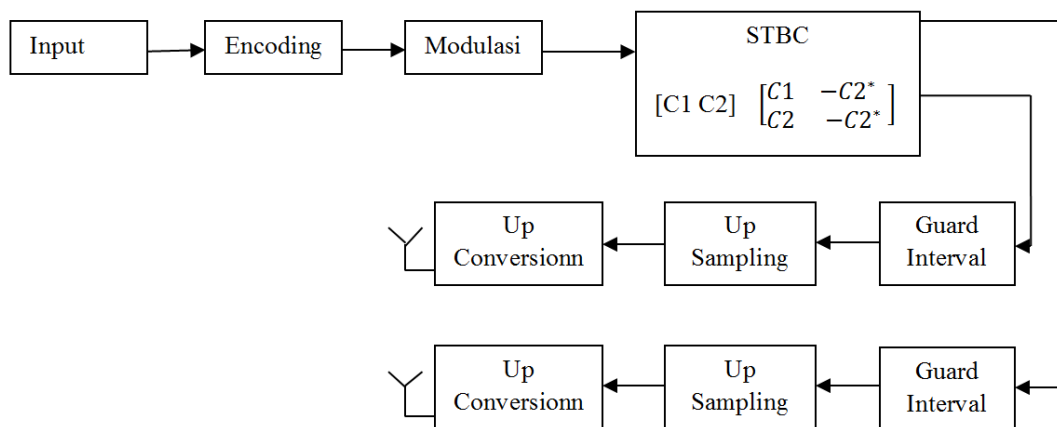 Input
Encoding
Modulasi
STBC
[C1 C2] [C1 −C2*
C2 −C2*]
Up
Conversionn
Up
Sampling
Guard
Interval
Up
Conversionn
Up
Sampling
Guard
Interval